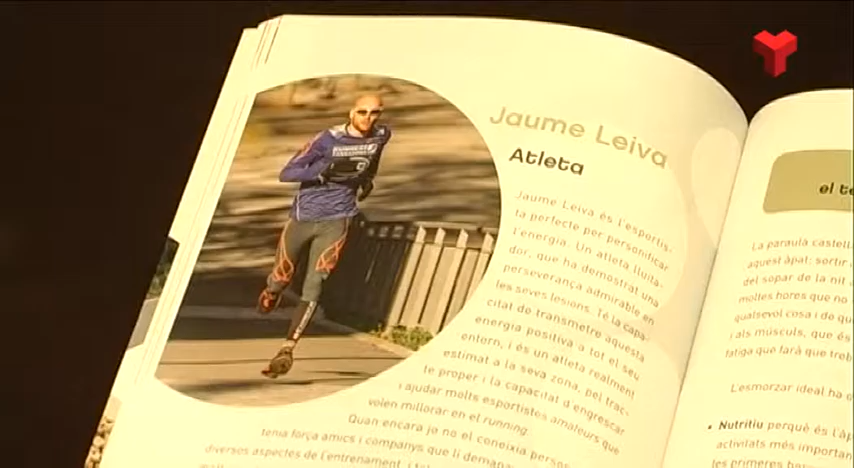 Jaume Leiva
Atleta
Jaume Leiva és l'esportis-
ta perfecte per personificar
l'energia. Un atleta lluita-
dor, que ha demostrat una
perseverança admirable en
les seves lesions. Té la capa-
citat de transmetre aquesta
energia positiva a tot el seu
entorn, i és un atleta realment
estimat a la seva zona, pel trac-
te proper i la capacitat d'engrescar
i ajudar molts esportistes amateurs que
volen millorar en el running.
Quan encara jo no el coneixia perquè
tenia força amics i companys que li demana
diversos aspectes de l'entrenament, i tal
el te
La paraula castell
aquest àpat: sortir
del sopar de la nit
moltes hores que no
qualsevol cosa i de qu
als músculs, que és
fatiga que farà que treb
L'esmorzar ideal ha
• Nutritiu perquè és l'àp
activitats més importan
les primeres